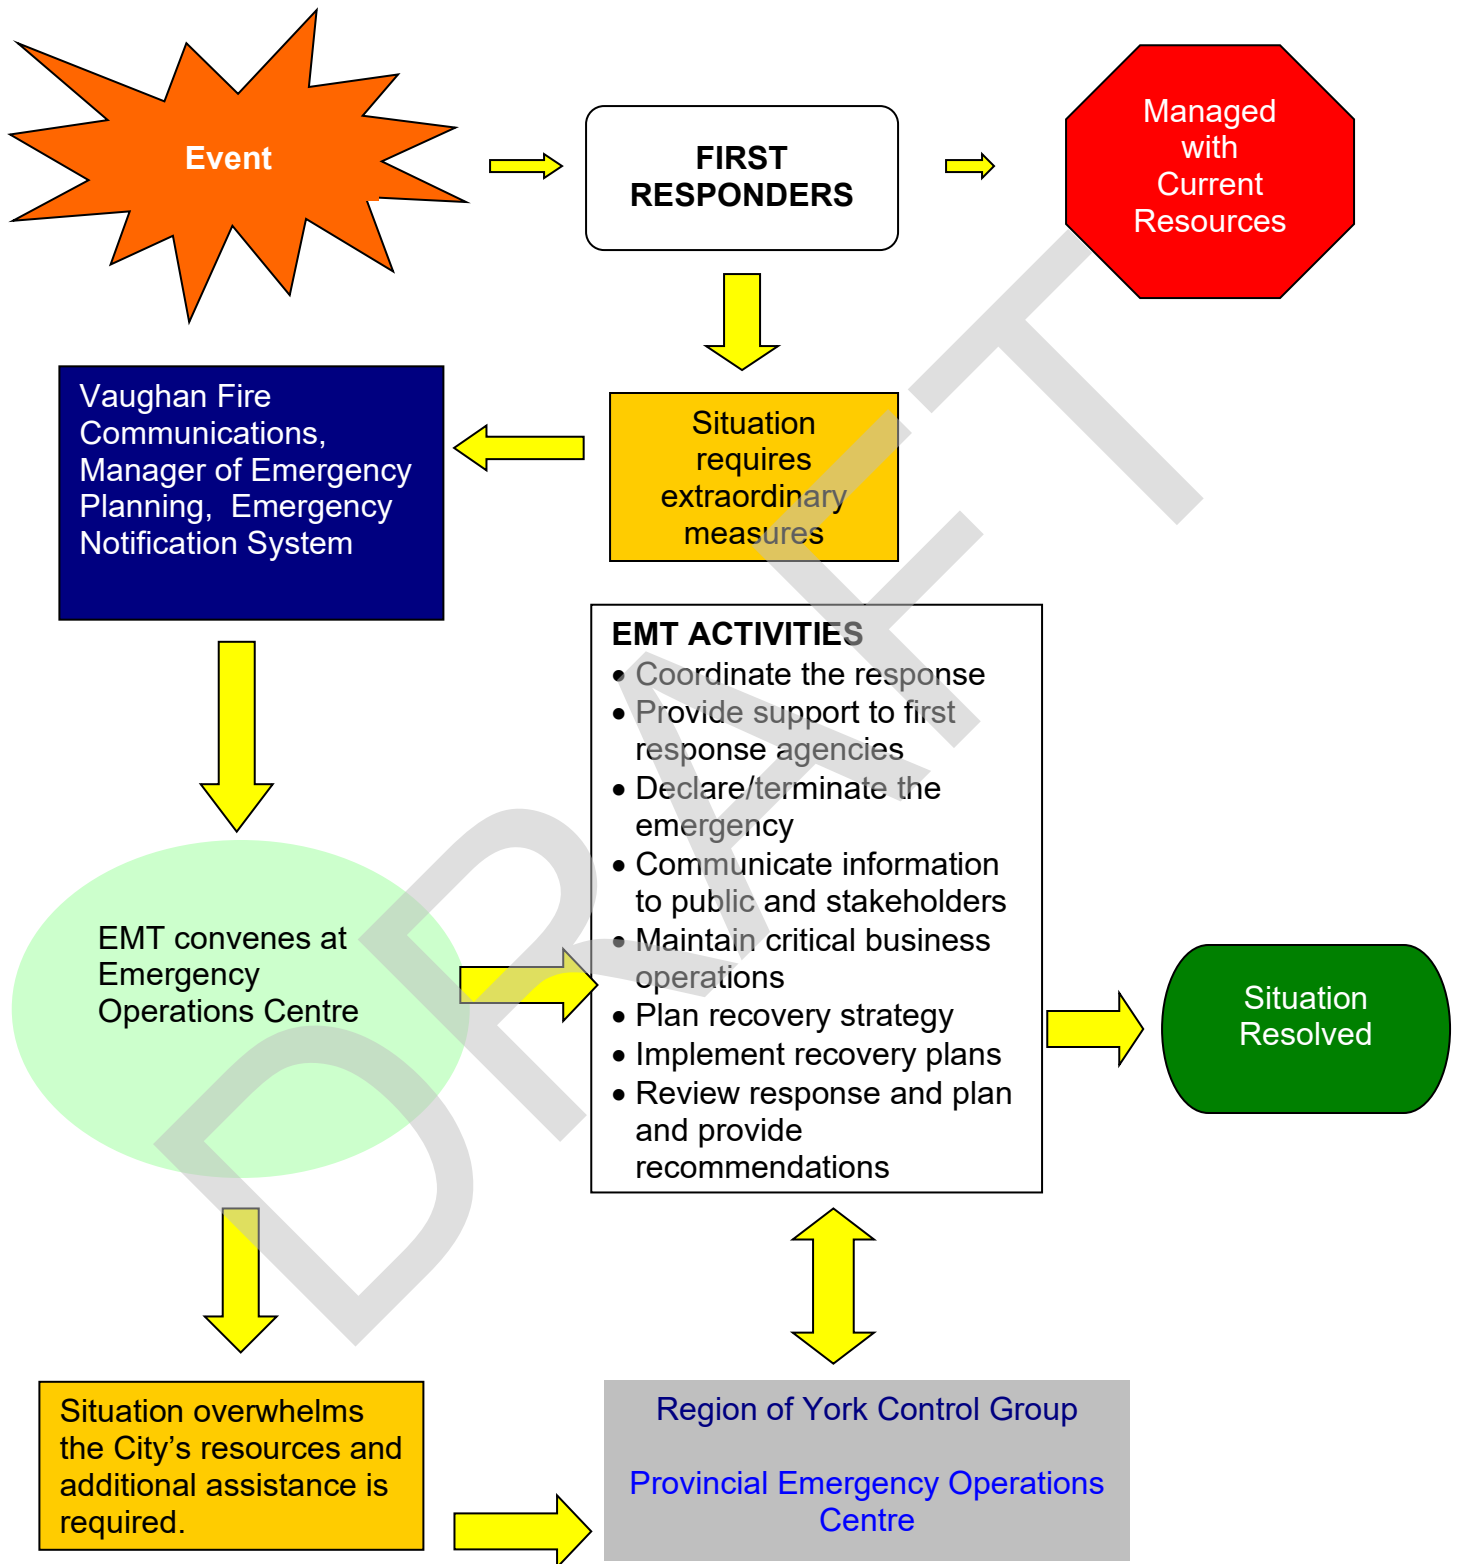 Event
FIRST
RESPONDERS
Managed
with
Current
Resources
Vaughan Fire
Communications,
Manager of Emergency
Planning,  Emergency
Notification System
Situation
requires
extraordinary
measures
EMT ACTIVITIES
• Coordinate the response
• Provide support to first
response agencies
• Declare/terminate the
emergency
• Communicate information
to public and stakeholders
• Maintain critical business
operations
• Plan recovery strategy
• Implement recovery plans
• Review response and plan
and provide
recommendations
EMT convenes at
Emergency
Operations Centre
Situation
Resolved
Situation overwhelms
the City’s resources and
additional assistance is
required.
Region of York Control Group
Provincial Emergency Operations
Centre
DRAFT